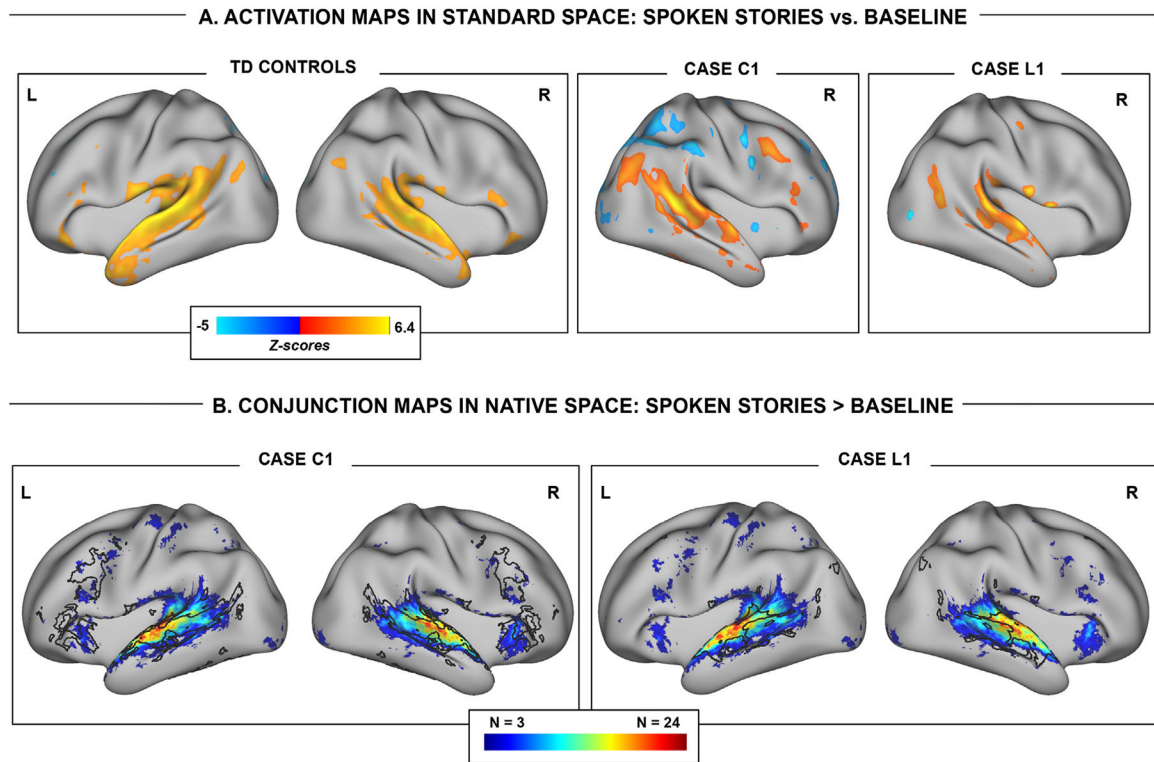 A. ACTIVATION MAPS IN STANDARD SPACE: SPOKEN STORIES vs. BASELINE
TD CONTROLS
L
R
CASE C1
R
CASE L1
R
-5
6.4
Z-scores
B. CONJUNCTION MAPS IN NATIVE SPACE: SPOKEN STORIES > BASELINE
CASE C1
L
R
CASE L1
L
R
N = 3
N = 24